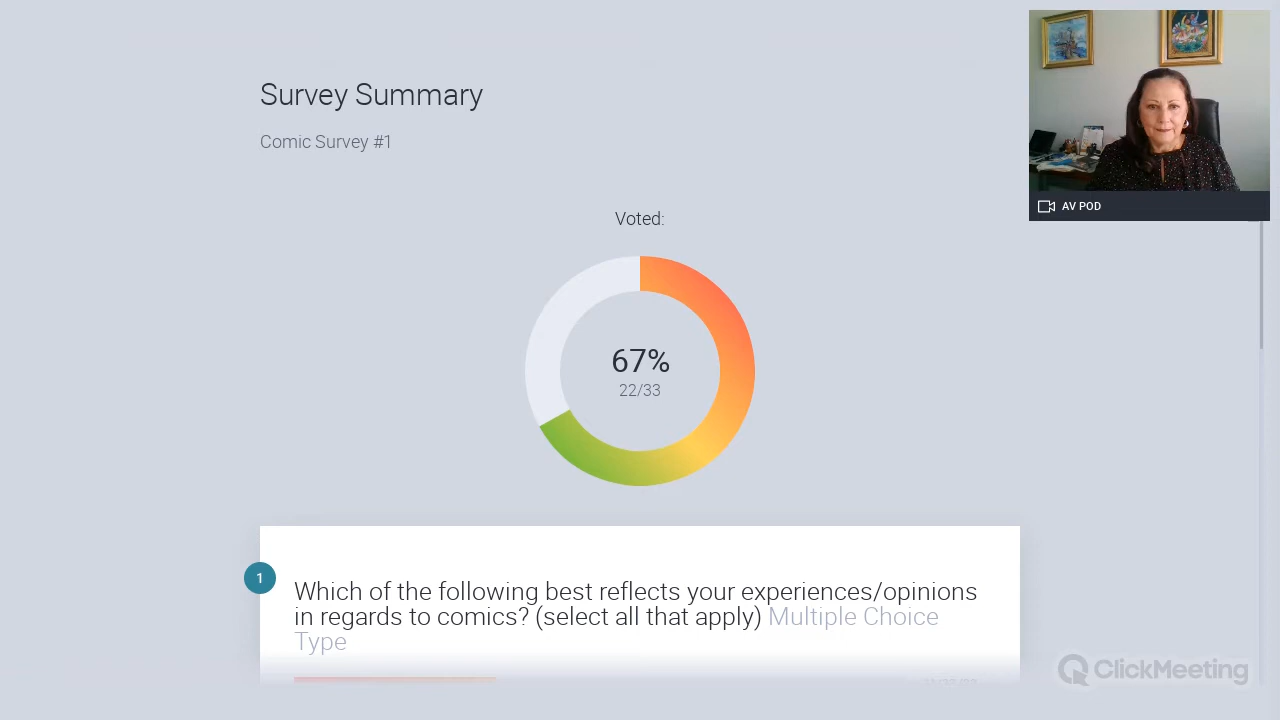 Survey Summary
Comic Survey #1
AV POD
Voted:
67%
22/33
1
Which of the following best reflects your experiences/opinions
in regards to comics? (select all that apply) Multiple Choice
Type
ClickMeeting